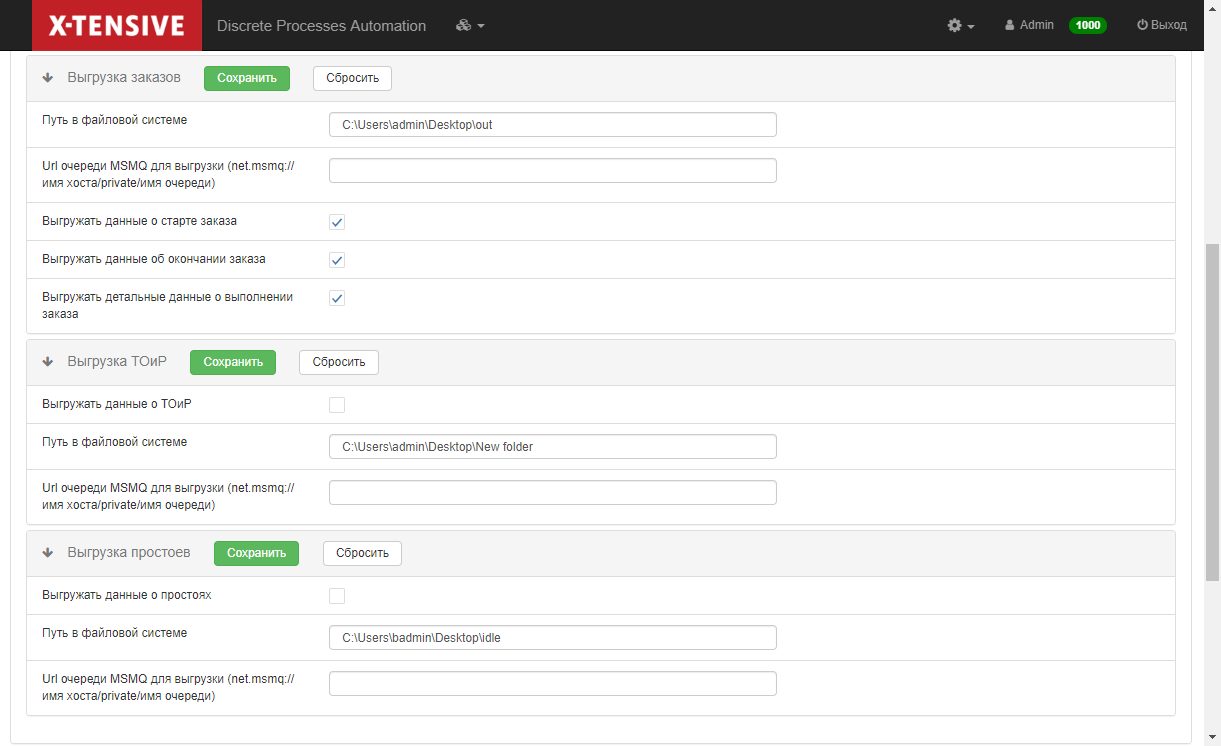 X-TENSIVE Discrete Processes Automation Admin 1000 Выход
Выгрузка заказов Сохранить Сбросить
Путь в файловой системе C:\Users\admin\Desktop\out
Url очереди MSMQ для выгрузки (net.msmq://
имя хоста/private/имя очереди)
Выгружать данные о старте заказа
Выгружать данные об окончании заказа
Выгружать детальные данные о выполнении
заказа
Выгрузка ТОиР Сохранить Сбросить
Выгружать данные о ТОиР
Путь в файловой системе C:\Users\admin\Desktop\New folder
Url очереди MSMQ для выгрузки (net.msmq://
имя хоста/private/имя очереди)
Выгрузка простоев Сохранить Сбросить
Выгружать данные о простоях
Путь в файловой системе C:\Users\badmin\Desktop\idle
Url очереди MSMQ для выгрузки (net.msmq://
имя хоста/private/имя очереди)